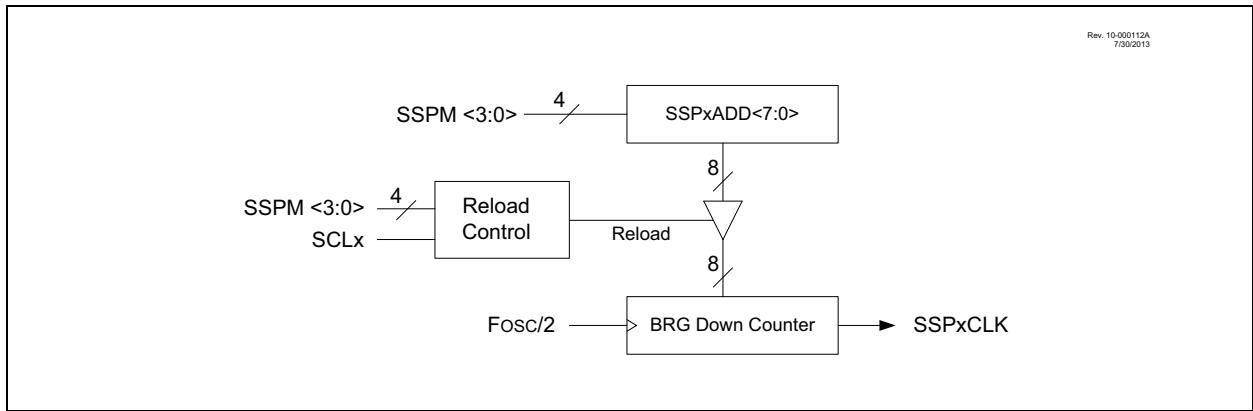 Rev. 10-000112A
7/30/2013
4
SSPM <3:0>
SSPxADD<7:0>
8
4
SSPM <3:0>
Reload
Control
SCLx
Reload
8
FOSC/2
BRG Down Counter
SSPxCLK